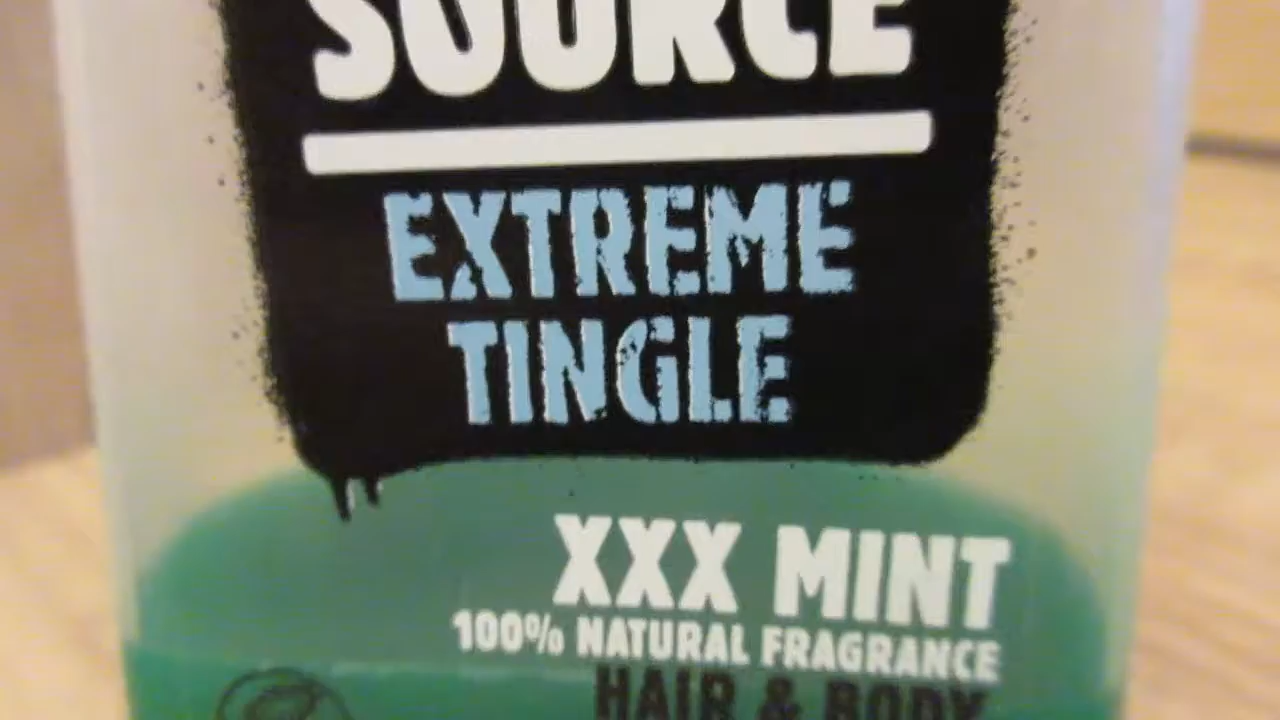 SOURCE
EXTREME
TINGLE
XXX MINT
100% NATURAL FRAGRANCE
HAIR & BODY